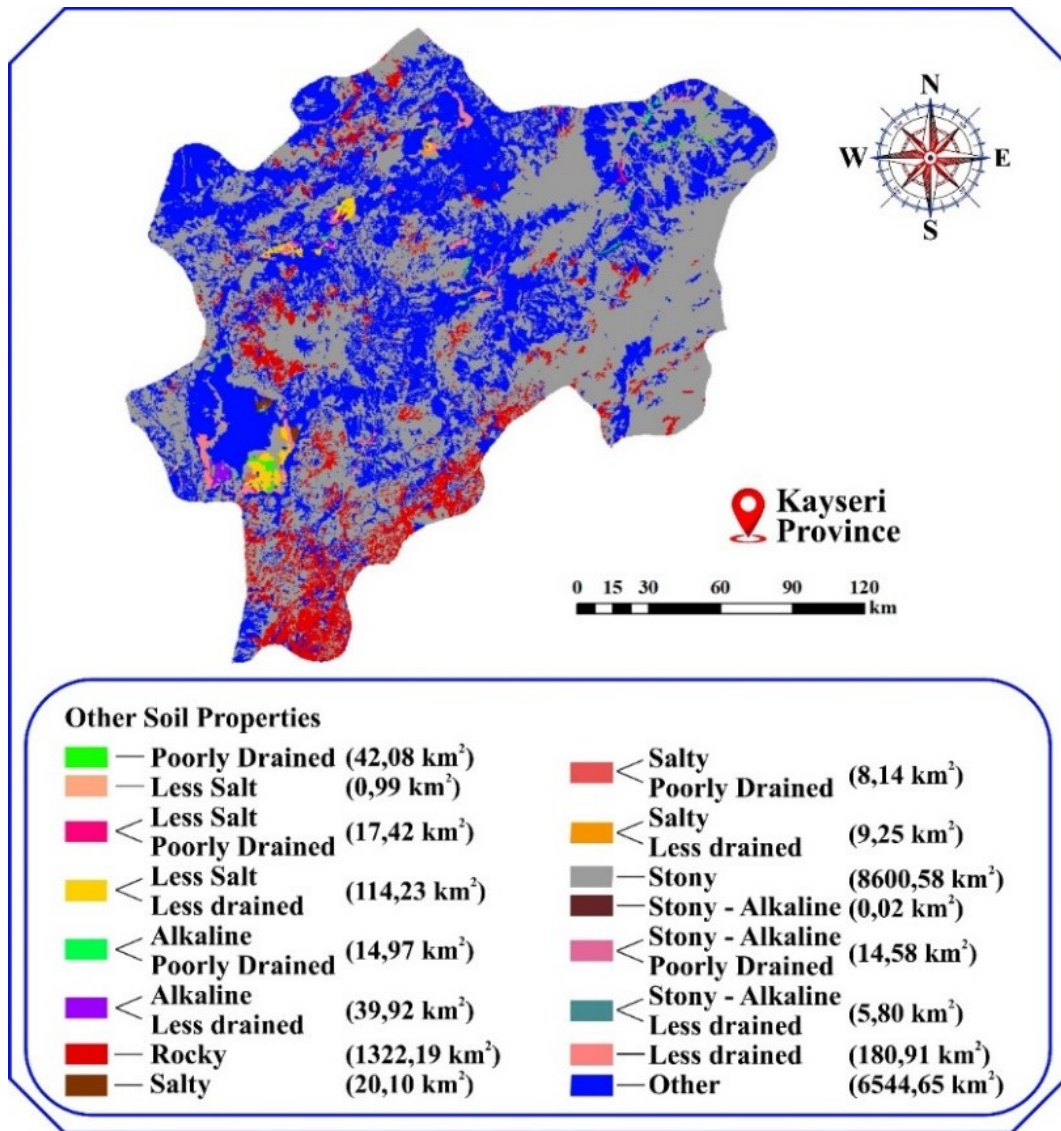 N
W
E
S
Kayseri
Province
0 15 30 60 90 120
km
Other Soil Properties
Poorly Drained (42,08 km²)
Less Salt (0,99 km²)
Less Salt
Poorly Drained
(17,42 km²)
Less Salt
Less drained
(114,23 km²)
Alkaline
Poorly Drained
(14,97 km²)
Alkaline
Less drained
(39,92 km²)
Rocky (1322,19 km²)
Salty (20,10 km²)
Salty
Poorly Drained
(8,14 km²)
Salty
Less drained
(9,25 km²)
Stony (8600,58 km²)
Stony - Alkaline (0,02 km²)
Stony - Alkaline
Poorly Drained
(14,58 km²)
Stony - Alkaline
Less drained
(5,80 km²)
Less drained (180,91 km²)
Other (6544,65 km²)